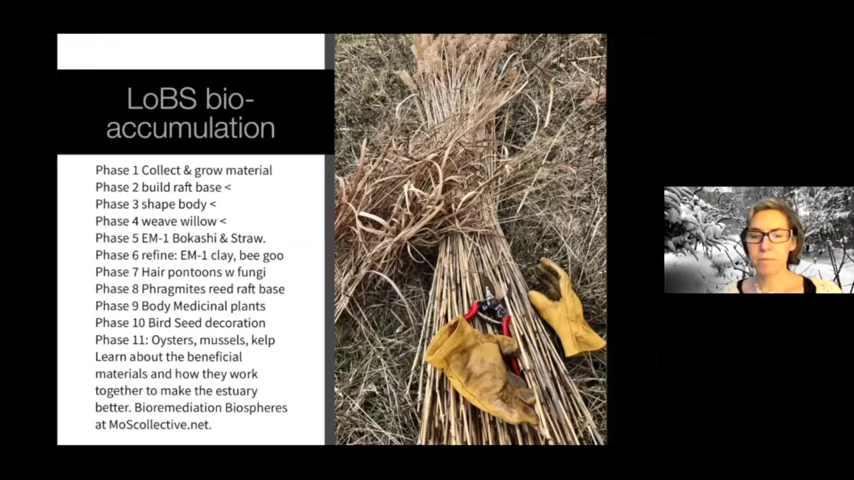 LoBS bio-
accumulation
Phase 1 Collect & grow material
Phase 2 build raft base <
Phase 3 shape body <
Phase 4 weave willow <
Phase 5 EM-1 Bokashi & Straw.
Phase 6 refine: EM-1 clay, bee goo
Phase 7 Hair pontoons w fungi
Phase 8 Phragmites reed raft base
Phase 9 Body Medicinal plants
Phase 10 Bird Seed decoration
Phase 11: Oysters, mussels, kelp
Learn about the beneficial
materials and how they work
together to make the estuary
better. Bioremediation Biospheres
at MoScollective.net.